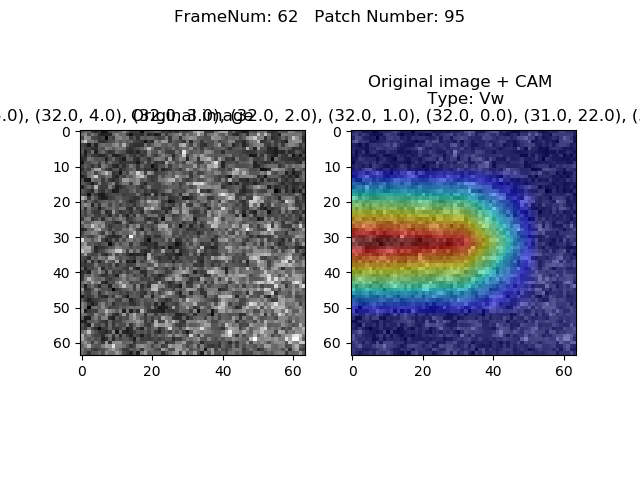 FrameNum: 62   Patch Number: 95
Original image + CAM
Type: Vw
Original image
.0), (32.0, 4.0), (32.0, 3.0), (32.0, 2.0), (32.0, 1.0), (32.0, 0.0), (31.0, 22.0), (
0
10
20
30
40
50
60
0 20 40 60
0
10
20
30
40
50
60
0 20 40 60